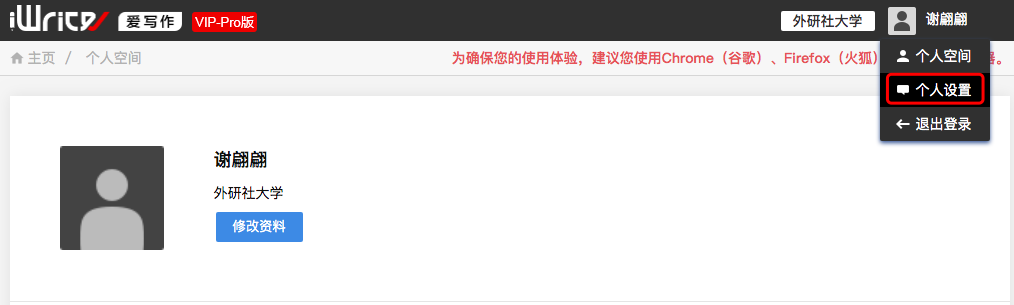 iWrite 爱写作 VIP-Pro版 外研社大学 谢翩翩
主页 / 个人空间 为确保您的使用体验，建议您使用Chrome（谷歌）、Firefox（火狐） 器。
个人空间
个人设置
退出登录
谢翩翩
外研社大学
修改资料